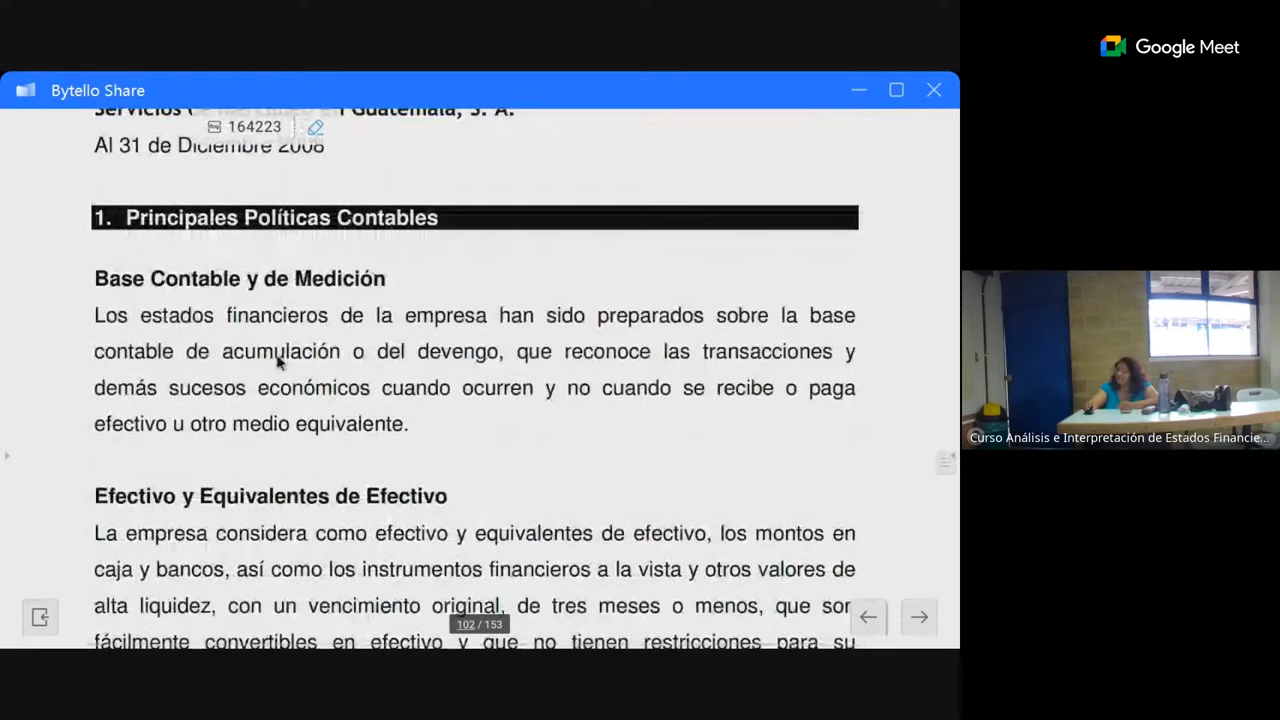 Google Meet
Bytello Share
Guatemala, S. A.
164223
Al 31 de Diciembre 2008
1. Principales Políticas Contables
Base Contable y de Medición
Los estados financieros de la empresa han sido preparados sobre la base
contable de acumulación o del devengo, que reconoce las transacciones y
demás sucesos económicos cuando ocurren y no cuando se recibe o paga
efectivo u otro medio equivalente.
Efectivo y Equivalentes de Efectivo
La empresa considera como efectivo y equivalentes de efectivo, los montos en
caja y bancos, así como los instrumentos financieros a la vista y otros valores de
alta liquidez, con un vencimiento original, de tres meses o menos, que son
102 / 153
fácilmente convertibles en efectivo y que no tienen restricciones para su
Curso Análisis e Interpretación de Estados Financie...